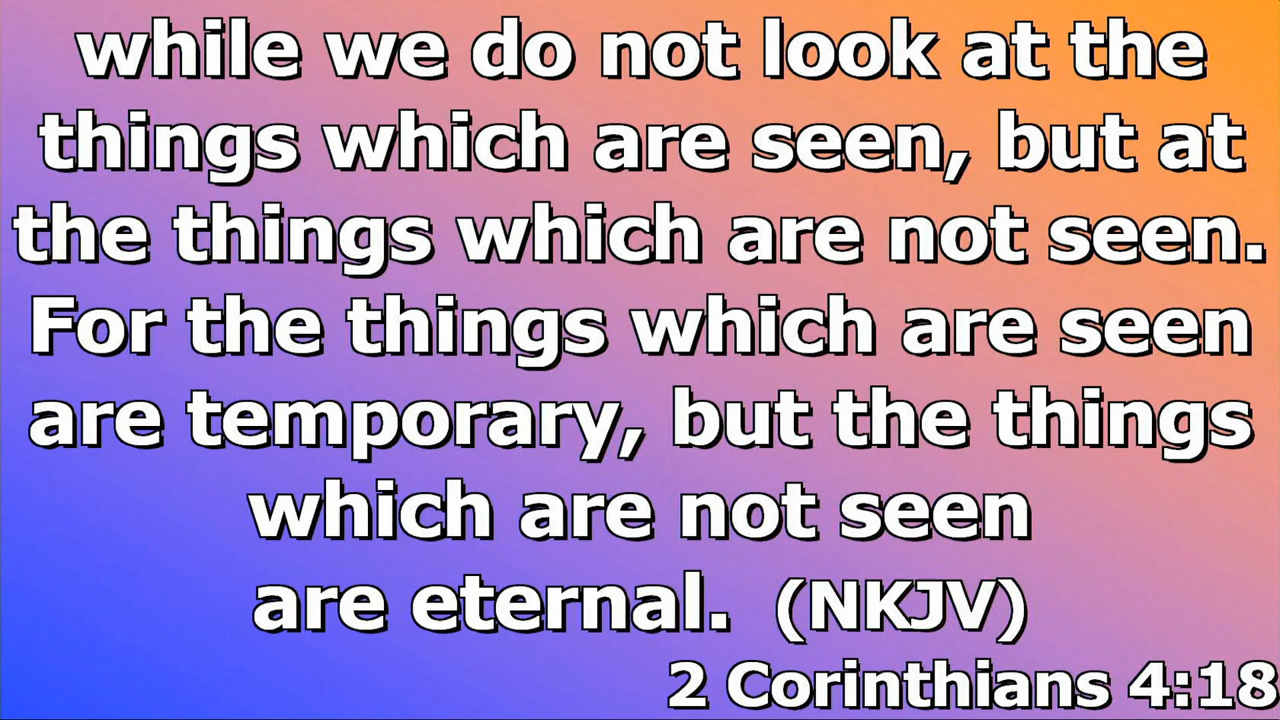 while we do not look at the
things which are seen, but at
the things which are not seen.
For the things which are seen
are temporary, but the things
which are not seen
are eternal. (NKJV)
2 Corinthians 4:18